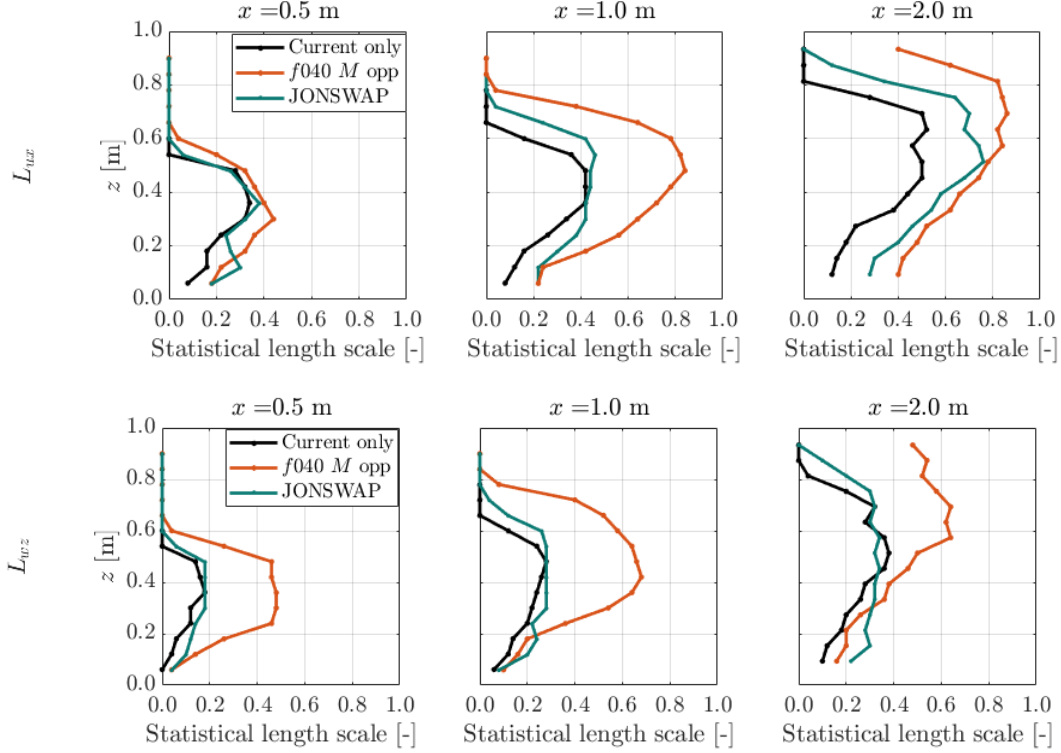 x =0.5 m
x =1.0 m
x =2.0 m
L_ux
z [m]
1.0
0.8
0.6
0.4
0.2
0.0
Current only
f040 M opp
JONSWAP
0.0 0.2 0.4 0.6 0.8 1.0
Statistical length scale [-]
0.0 0.2 0.4 0.6 0.8 1.0
Statistical length scale [-]
0.0 0.2 0.4 0.6 0.8 1.0
Statistical length scale [-]
x =0.5 m
x =1.0 m
x =2.0 m
L_wz
z [m]
1.0
0.8
0.6
0.4
0.2
0.0
Current only
f040 M opp
JONSWAP
0.0 0.2 0.4 0.6 0.8 1.0
Statistical length scale [-]
0.0 0.2 0.4 0.6 0.8 1.0
Statistical length scale [-]
0.0 0.2 0.4 0.6 0.8 1.0
Statistical length scale [-]